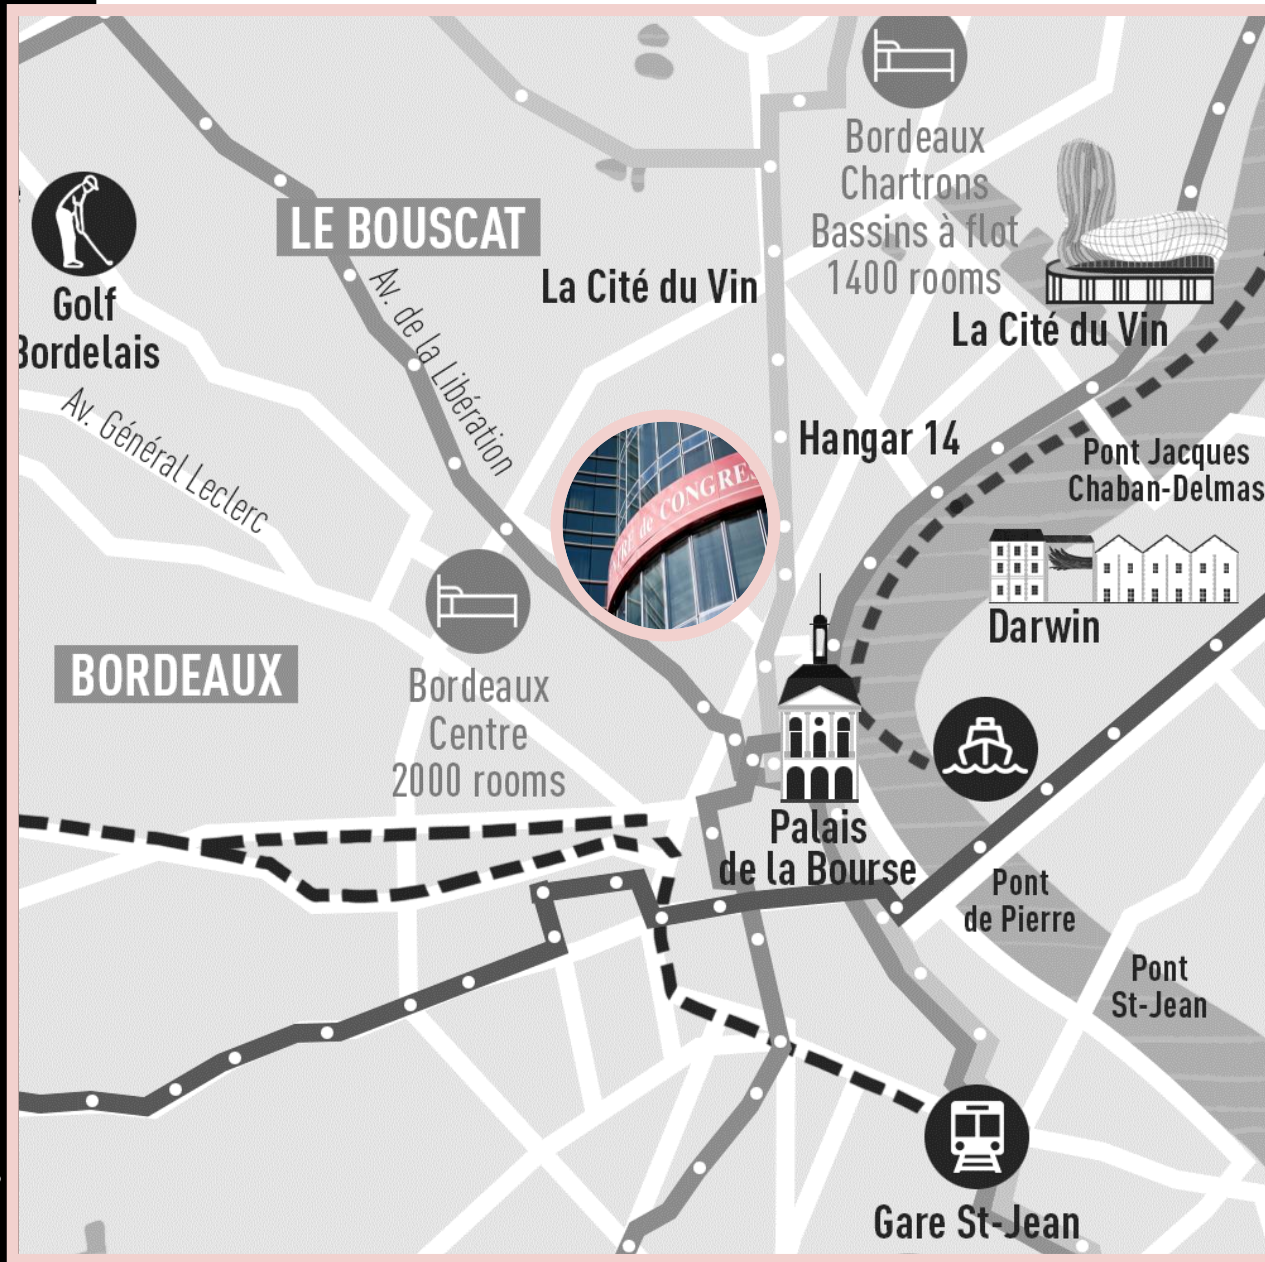 Bordeaux
Chartrons
Bassins à flot
1400 rooms
LE BOUSCAT
La Cité du Vin
Golf
Bordelais
La Cité du Vin
Av. de la Libération
Av. Général Leclerc
Hangar 14
Pont Jacques
Chaban-Delmas
de CONGRES
Darwin
BORDEAUX
Bordeaux
Centre
2000 rooms
Palais
de la Bourse
Pont
de Pierre
Pont
St-Jean
Gare St-Jean